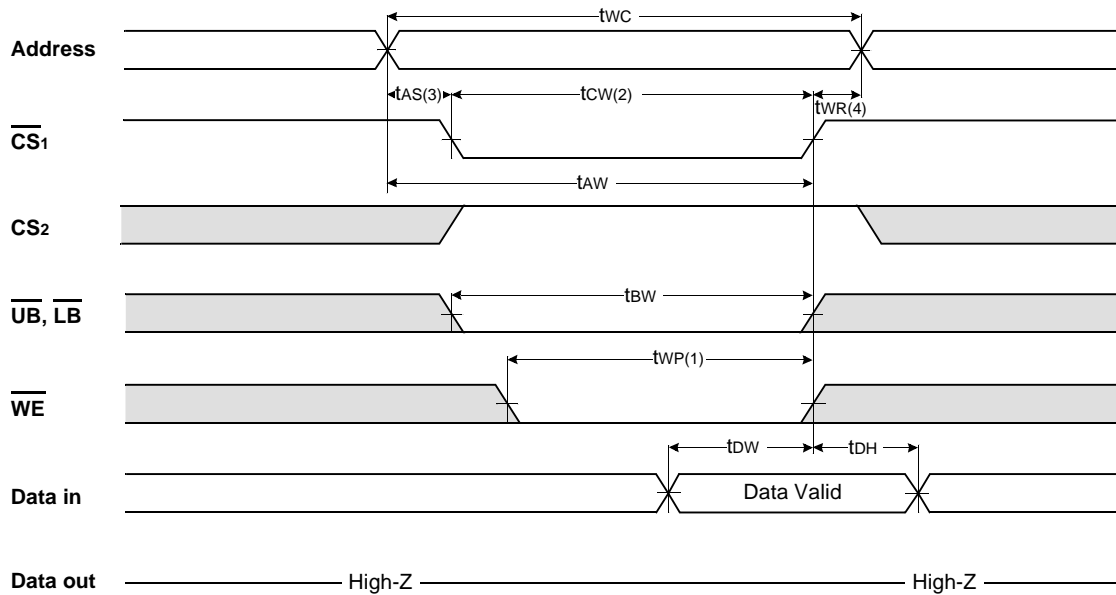 tWC
Address
tAS(3) tCW(2) tWR(4)
CS1
tAW
CS2
tBW
UB, LB
tWP(1)
WE
tDW tDH
Data in Data Valid
Data out High-Z High-Z